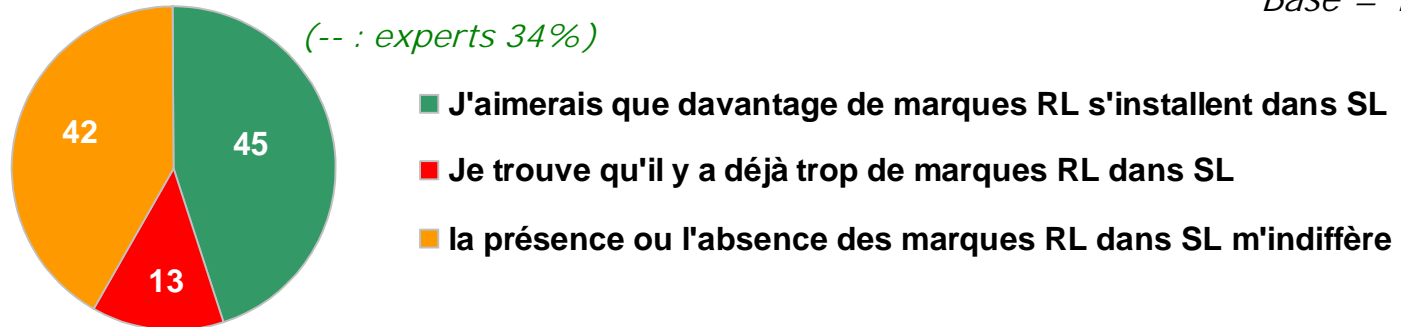 Base =
(-- : experts 34%)
42
45
13
J'aimerais que davantage de marques RL s'installent dans SL
Je trouve qu'il y a déjà trop de marques RL dans SL
la présence ou l'absence des marques RL dans SL m'indiffère